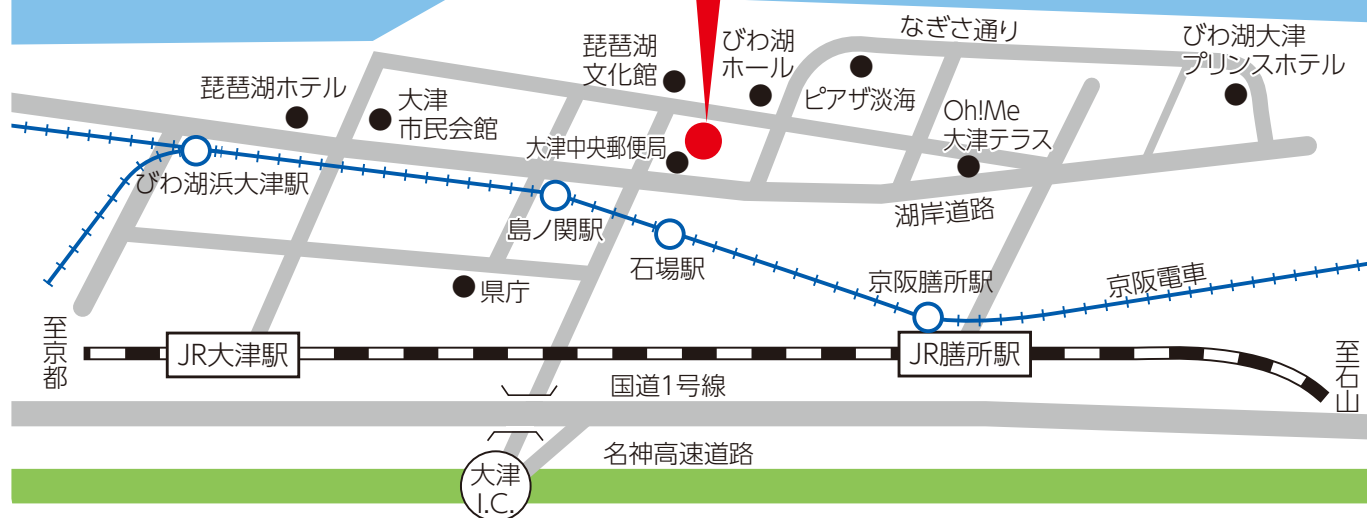 なぎさ通り
琵琶湖
文化館
びわ湖
ホール
びわ湖大津
プリンスホテル
琵琶湖ホテル
大津
市民会館
ピアザ淡海
Oh!Me
大津テラス
大津中央郵便局
びわ湖浜大津駅
島ノ関駅
湖岸道路
石場駅
県庁
京阪膳所駅
京阪電車
至京都
JR大津駅
JR膳所駅
至石山
国道1号線
名神高速道路
大津
I.C.